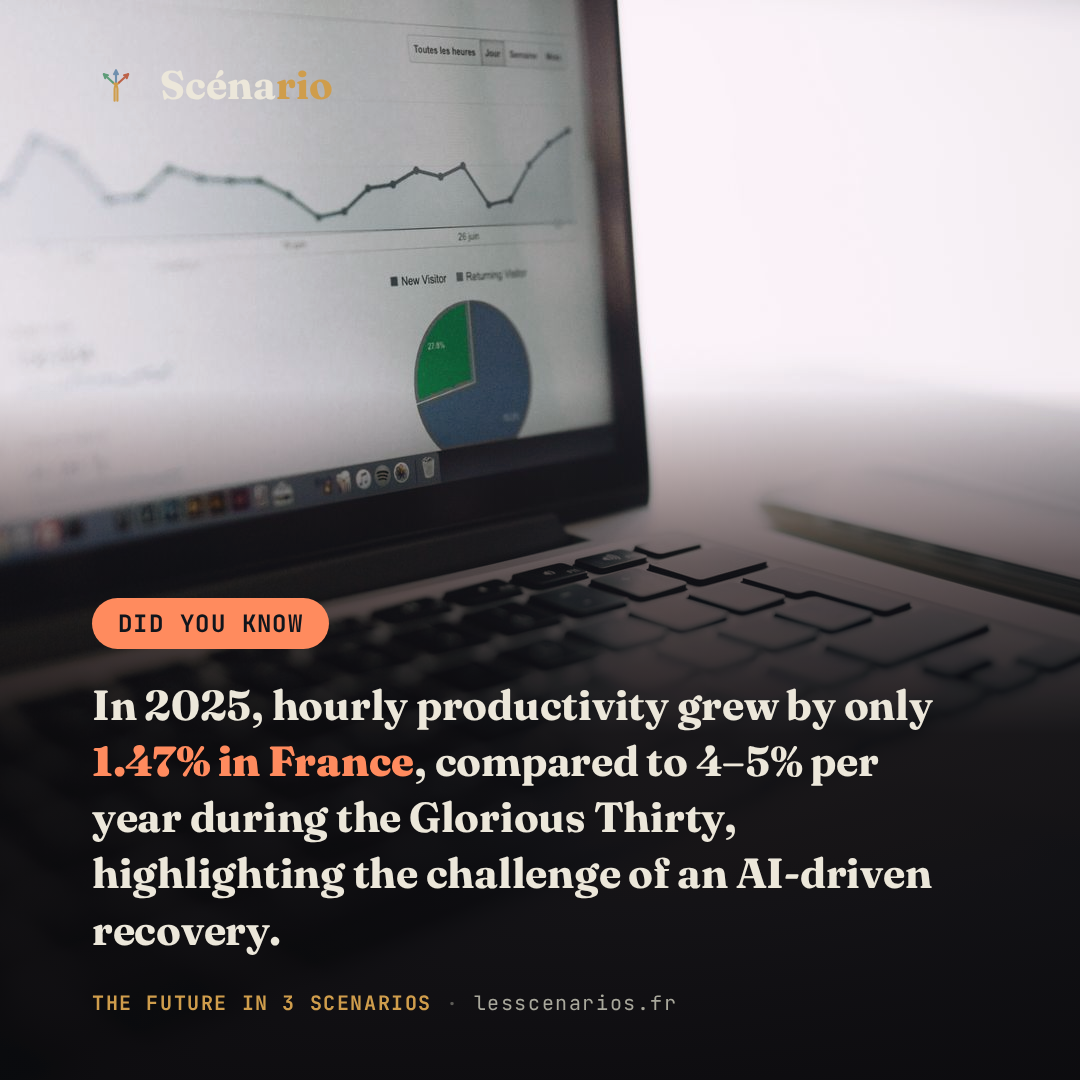 Toutes les heures Jour Semaine Mois
Scénario
26 juin
New Visitor Returning Visitor
27,8%
DID YOU KNOW
In 2025, hourly productivity grew by only
1.47% in France, compared to 4–5% per
year during the Glorious Thirty,
highlighting the challenge of an AI-driven
recovery.
THE FUTURE IN 3 SCENARIOS · lesscenarios.fr